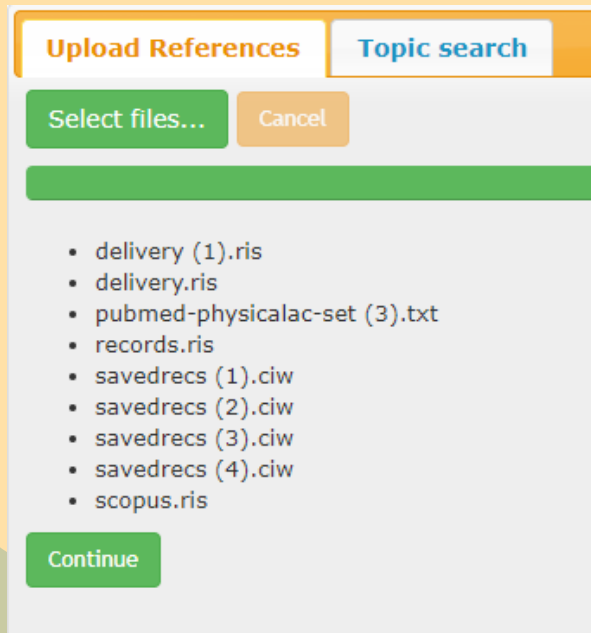 Upload References Topic search
Select files... Cancel
delivery (1).ris
delivery.ris
pubmed-physicalac-set (3).txt
records.ris
savedrecs (1).ciw
savedrecs (2).ciw
savedrecs (3).ciw
savedrecs (4).ciw
scopus.ris
Continue